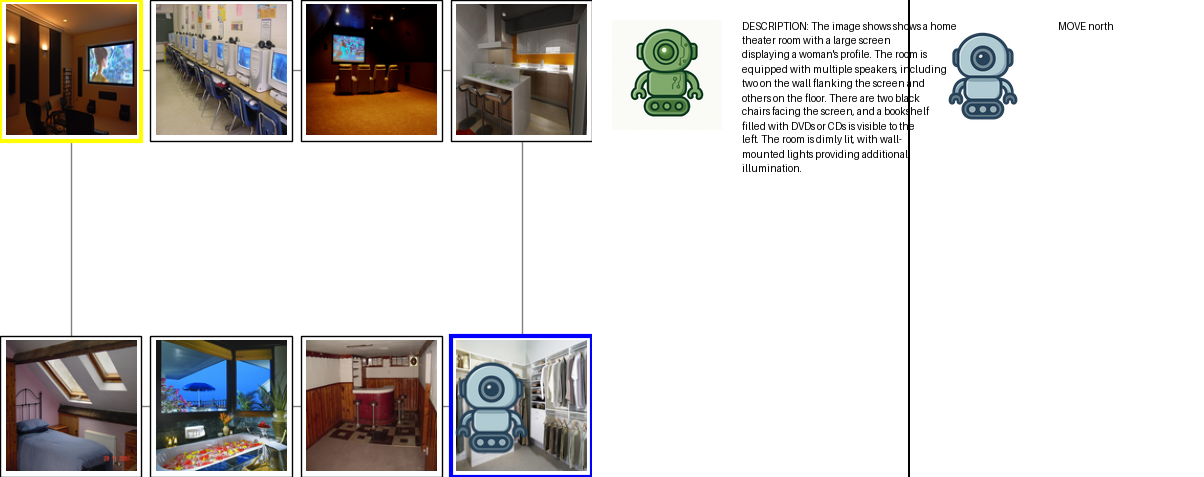 DESCRIPTION: The image shows shows a home
theater room with a large screen
displaying a woman's profile. The room is
equipped with multiple speakers, including
two on the wall flanking the screen and
others on the floor. There are two black
chairs facing the screen, and a bookshelf
filled with DVDs or CDs is visible to the
left. The room is dimly lit, with wall-
mounted lights providing additional
illumination.
MOVE north